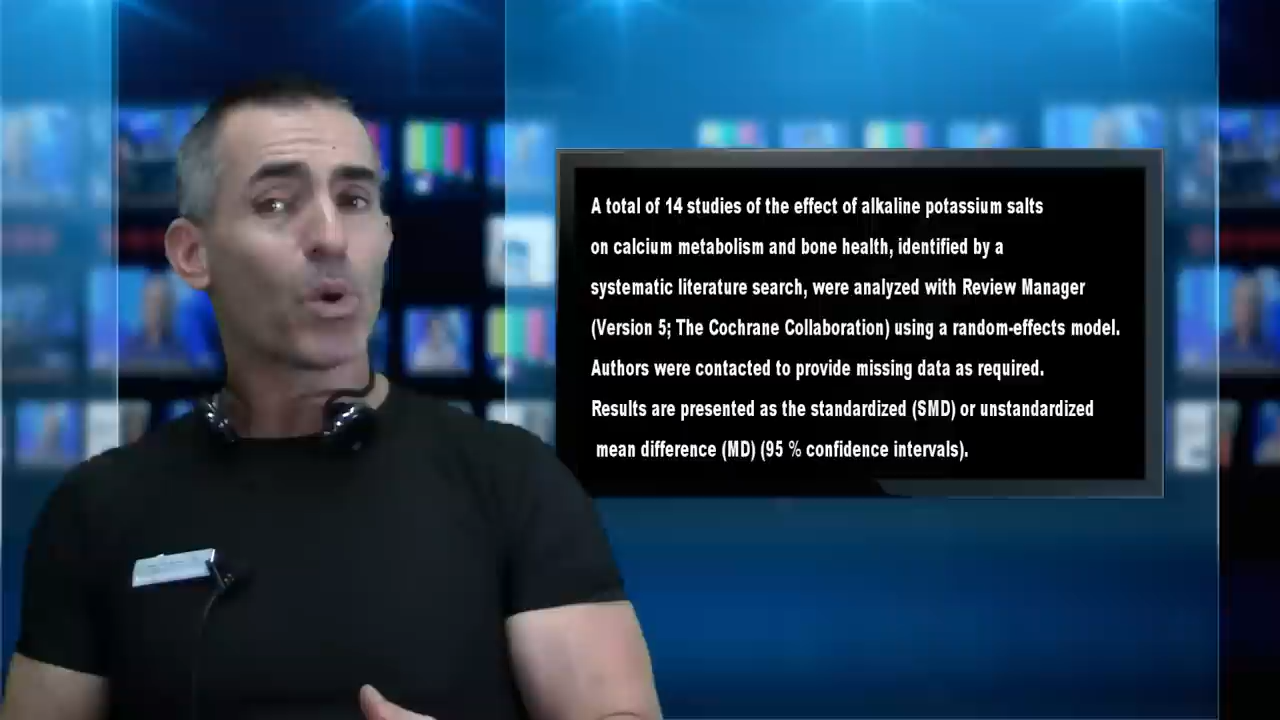 A total of 14 studies of the effect of alkaline potassium salts
on calcium metabolism and bone health, identified by a
systematic literature search, were analyzed with Review Manager
(Version 5; The Cochrane Collaboration) using a random-effects model.
Authors were contacted to provide missing data as required.
Results are presented as the standardized (SMD) or unstandardized
mean difference (MD) (95 % confidence intervals).